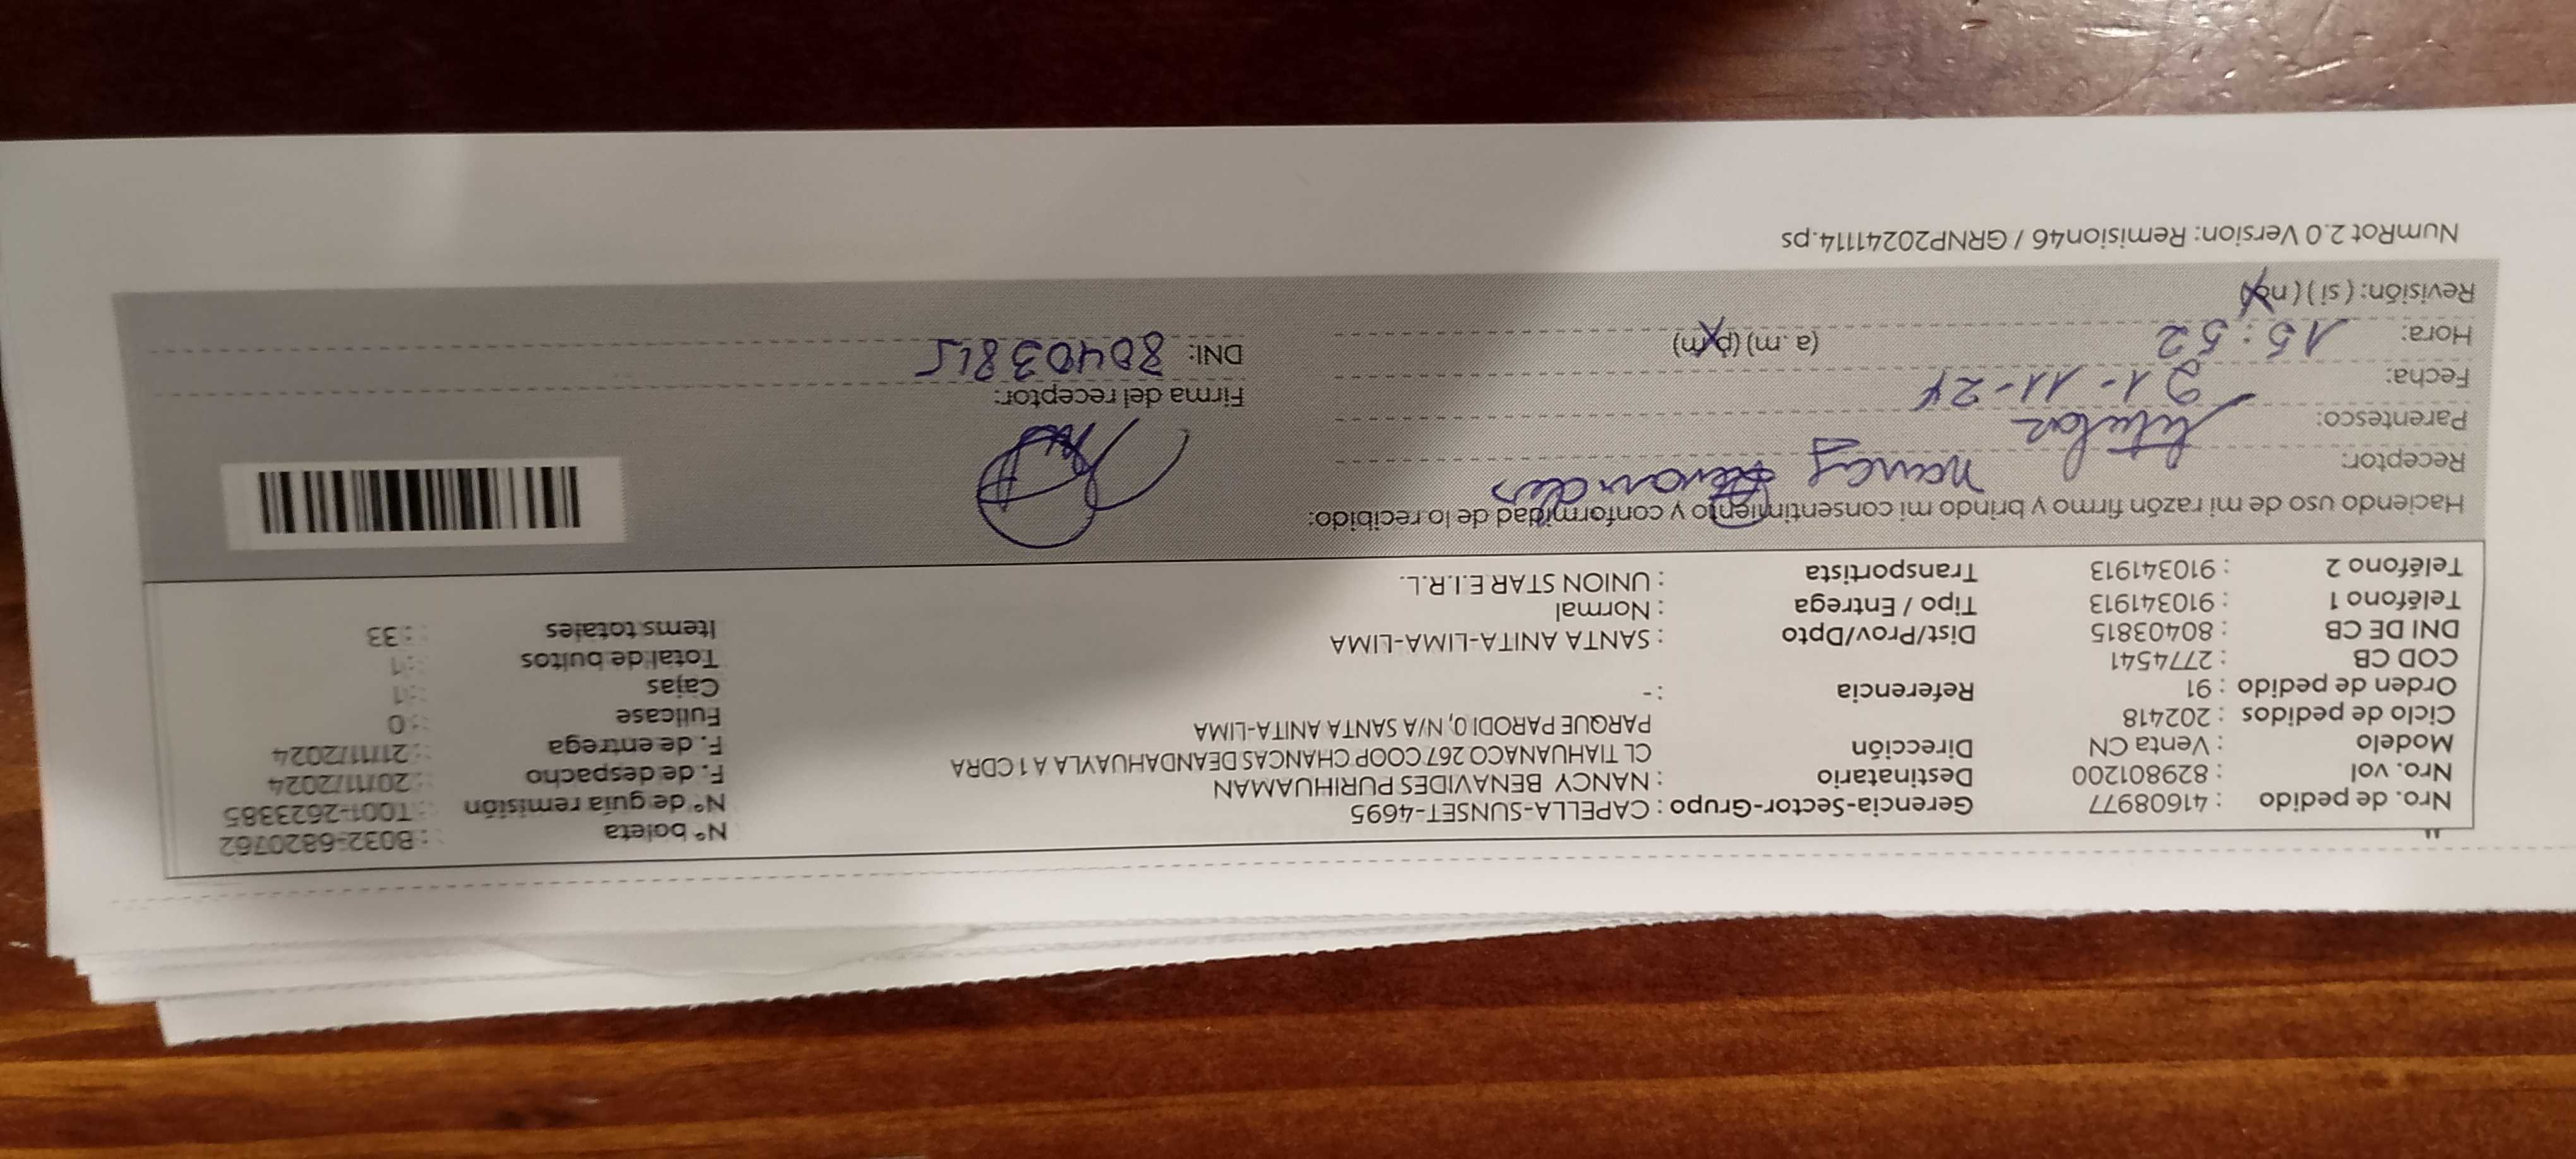 Nro. de pedido : 41608977 Gerencia-Sector-Grupo : CAPELLA-SUNSET-4695 N° boleta : B032-6820762
Nro. vol : 829801200 Destinatario : NANCY BENAVIDES PURIHUAMAN N° de guía remisión : T001-2623385
Modelo : Venta CN Dirección CL TIAHUANACO 267 COOP CHANCAS DEANDAHUAYLA A 1 CDRA F. de despacho : 20/11/2024
Ciclo de pedidos : 202418 PARQUE PARODI 0, N/A SANTA ANITA-LIMA F. de entrega : 21/11/2024
Orden de pedido : 91 Referencia : - Fullcase : 0
COD CB : 2774541 Cajas : 1
DNI DE CB : 80403815 Dist/Prov/Dpto : SANTA ANITA-LIMA-LIMA Total de bultos : 1
Teléfono 1 : 910341913 Tipo / Entrega : Normal Items totales : 33
Teléfono 2 : 910341913 Transportista : UNION STAR E.I.R.L.
Haciendo uso de mi razón firmo y brindo mi consentimiento y conformidad de lo recibido:
Receptor: nancy Benavides
Parentesco: titular
Fecha: 21-11-24 Firma del receptor:
Hora: 15:52 (a.m) (p.m) DNI: 80403815
Revisión: (si) (no)
NumRot 2.0 Version: Remision46 / GRNP20241114.ps